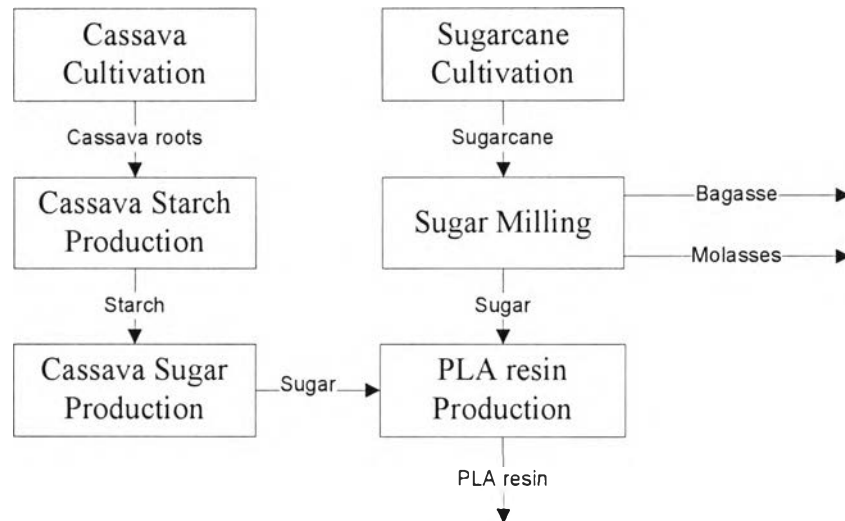 Cassava
Cultivation
Sugarcane
Cultivation
Cassava roots
Sugarcane
Cassava Starch
Production
Sugar Milling
Bagasse
Molasses
Starch
Sugar
Cassava Sugar
Production
Sugar
PLA resin
Production
PLA resin